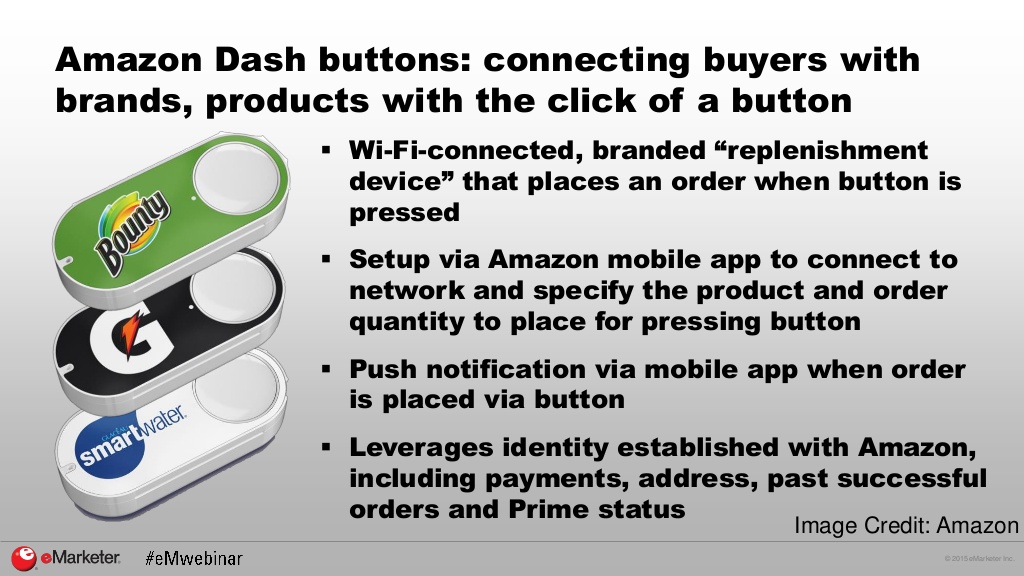 Amazon Dash buttons: connecting buyers with
brands, products with the click of a button
▪ Wi-Fi-connected, branded “replenishment
device” that places an order when button is
pressed
▪ Setup via Amazon mobile app to connect to
network and specify the product and order
quantity to place for pressing button
▪ Push notification via mobile app when order
is placed via button
▪ Leverages identity established with Amazon,
including payments, address, past successful
orders and Prime status
Bounty
G
glacéau
smartwater
Image Credit: Amazon
eMarketer.
#eMwebinar
© 2015 eMarketer Inc.